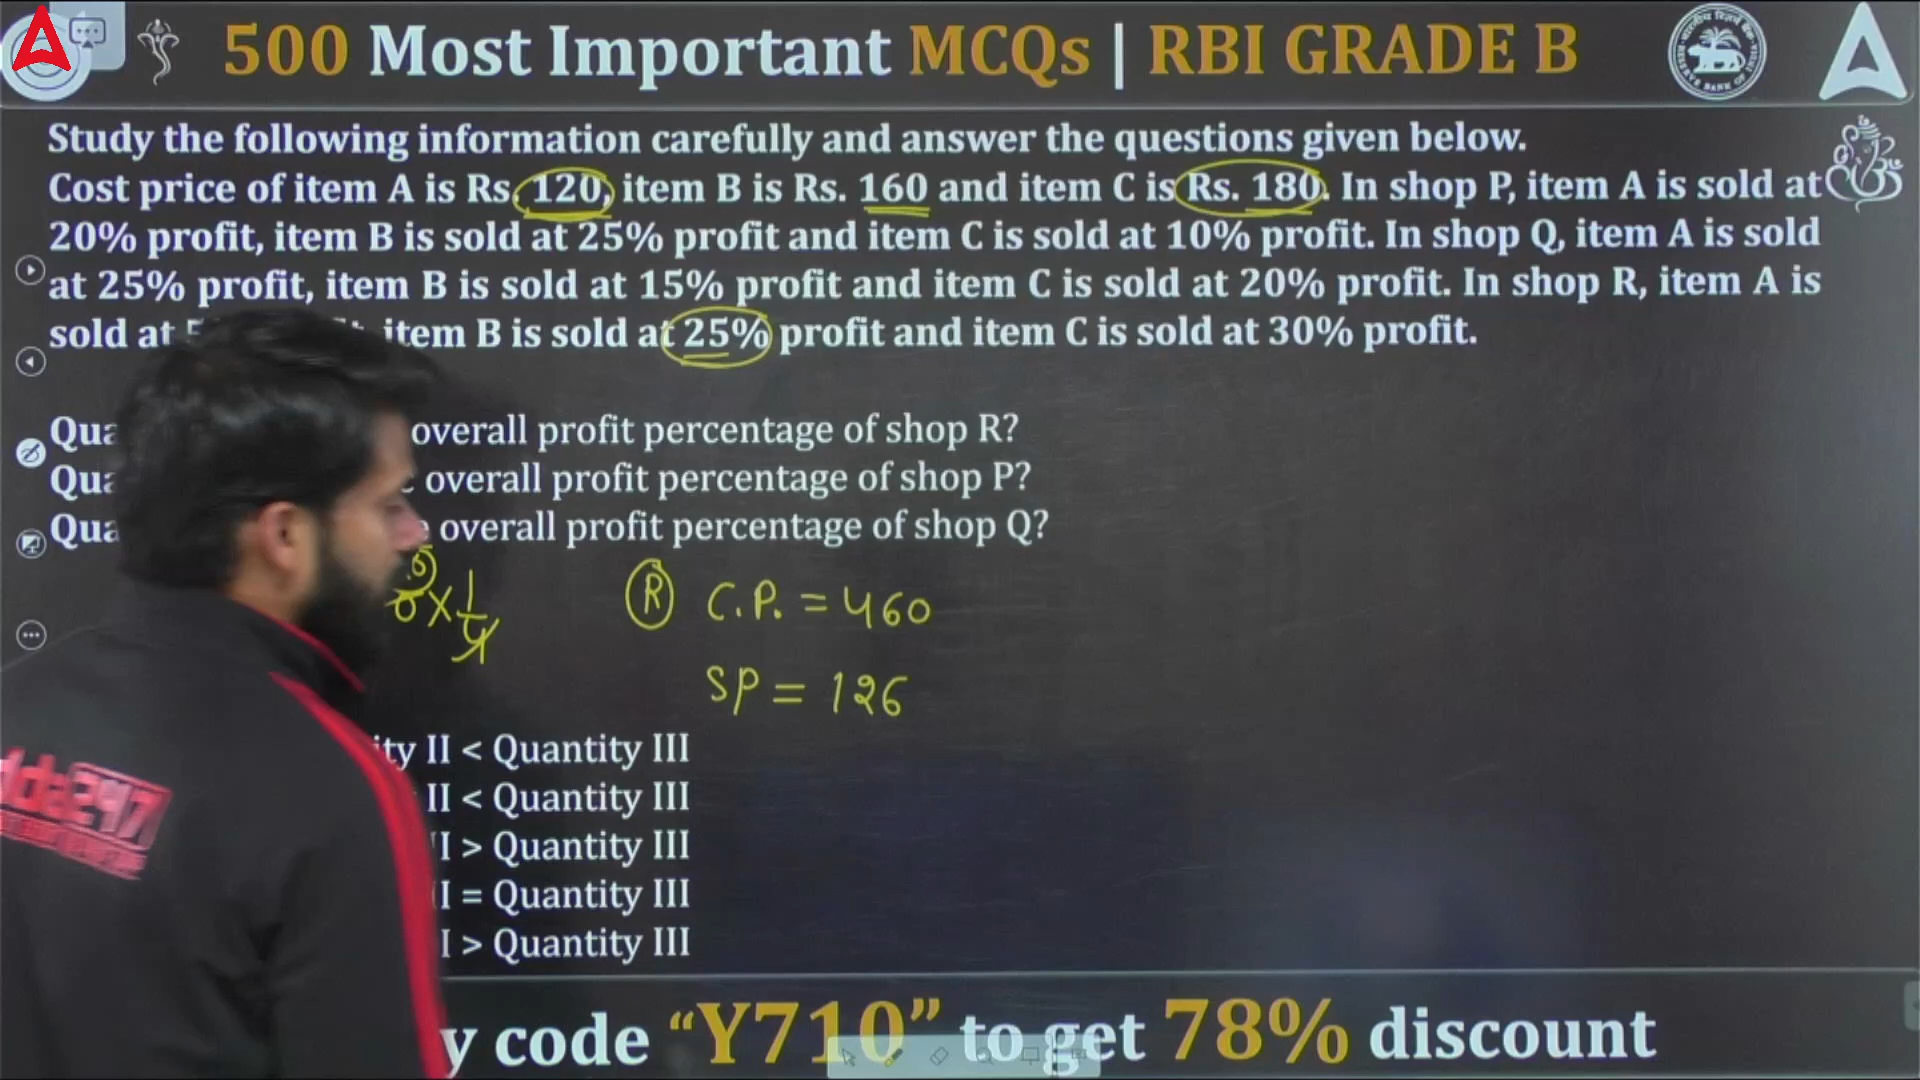 500 Most Important MCQs | RBI GRADE B
Study the following information carefully and answer the questions given below.
Cost price of item A is Rs. 120, item B is Rs. 160 and item C is Rs. 180. In shop P, item A is sold at
20% profit, item B is sold at 25% profit and item C is sold at 10% profit. In shop Q, item A is sold
at 25% profit, item B is sold at 15% profit and item C is sold at 20% profit. In shop R, item A is
sold at item B is sold at 25% profit and item C is sold at 30% profit.
overall profit percentage of shop R?
overall profit percentage of shop P?
overall profit percentage of shop Q?
R C.P. = 460
SP = 126
II < Quantity III
II < Quantity III
> Quantity III
= Quantity III
> Quantity III
code "Y710" to get 78% discount